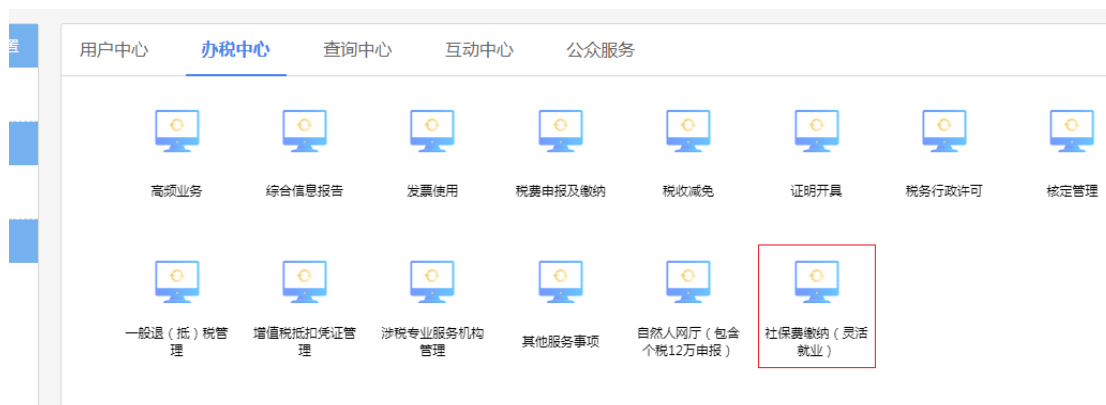 置
用户中心 办税中心 查询中心 互动中心 公众服务
高频业务 综合信息报告 发票使用 税费申报及缴纳 税收减免 证明开具 税务行政许可 核定管理
一般退（抵）税管 增值税抵扣凭证管 涉税专业服务机构 其他服务事项 自然人网厅（包含 社保费缴纳（灵活
理 理 管理 个税12万申报） 就业）